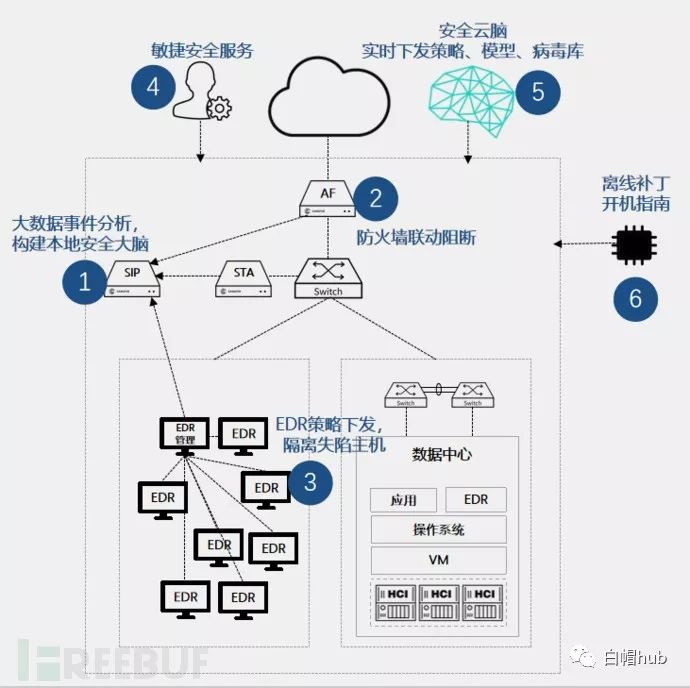 敏捷安全服务
4
安全云脑
实时下发策略、模型、病毒库
5
AF
2
离线补丁
开机指南
6
大数据事件分析，
构建本地安全大脑
防火墙联动阻断
1
SIP
STA
Switch
EDR
管理
EDR
EDR策略下发，
隔离失陷主机
3
EDR
EDR
EDR
EDR
EDR
EDR
Switch
Switch
数据中心
应用
EDR
操作系统
VM
HCI
HCI
HCI
FREEBUF
白帽hub